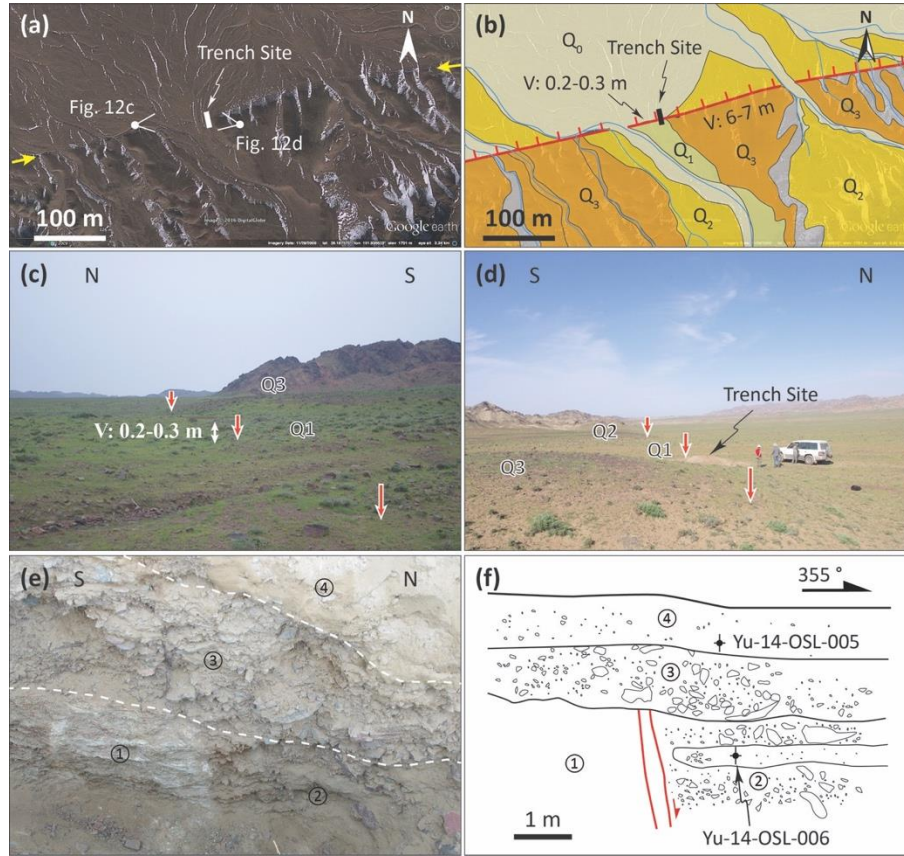 (a)
N
Trench Site
Fig. 12c
Fig. 12d
100 m
Google earth
(b)
N
Q0
Trench Site
V: 0.2-0.3 m
V: 6-7 m
Q3
Q1
Q3
Q2
Q3
Q2
100 m
Google earth
(c)
N
S
Q3
V: 0.2-0.3 m
Q1
(d)
S
N
Trench Site
Q2
Q1
Q3
(e)
S
N
④
③
①
②
(f)
355 °
④
Yu-14-OSL-005
③
①
②
1 m
Yu-14-OSL-006